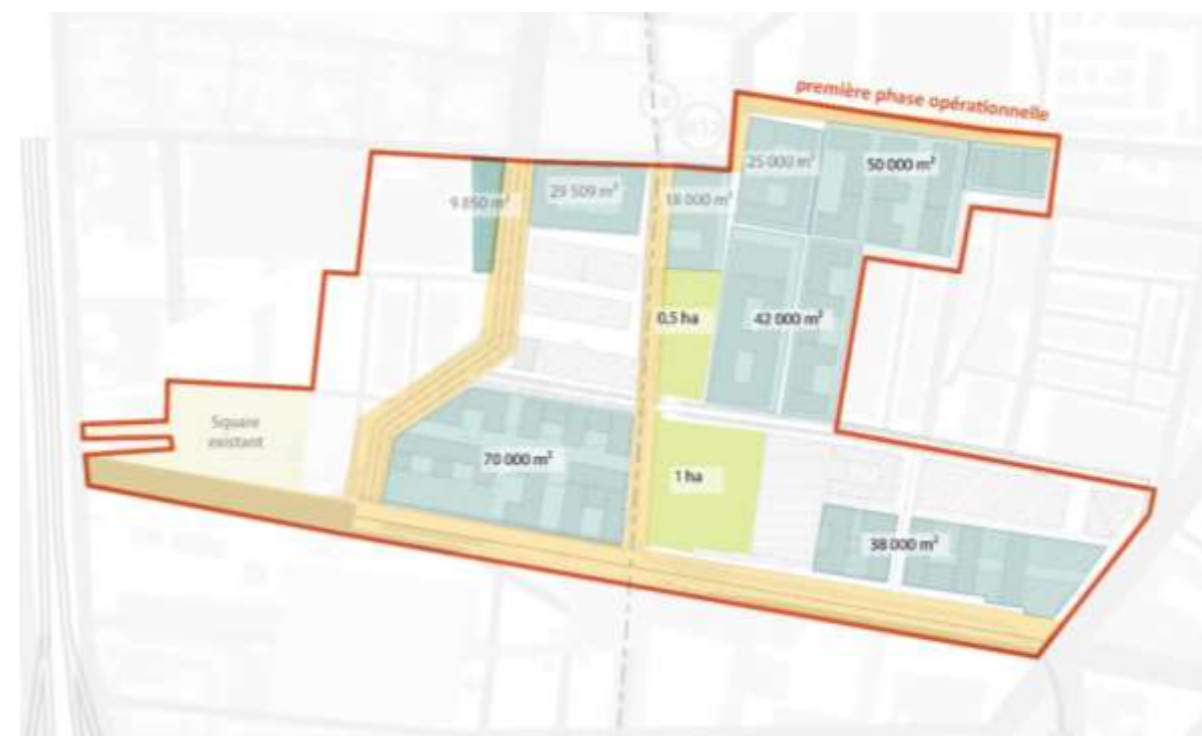 première phase opérationnelle
25 000 m²
50 000 m²
9 850 m²
29 509 m²
18 000 m²
0,5 ha
42 000 m²
Square
existant
70 000 m²
1 ha
38 000 m²